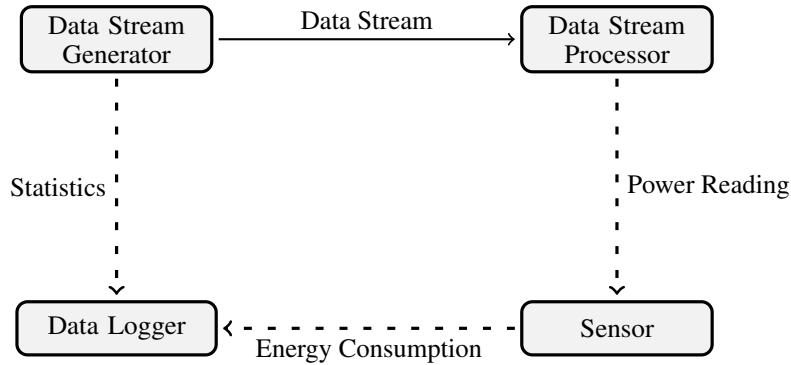 Data Stream
Generator
Data Stream
Data Stream
Processor
Statistics
Power Reading
Data Logger
Energy Consumption
Sensor